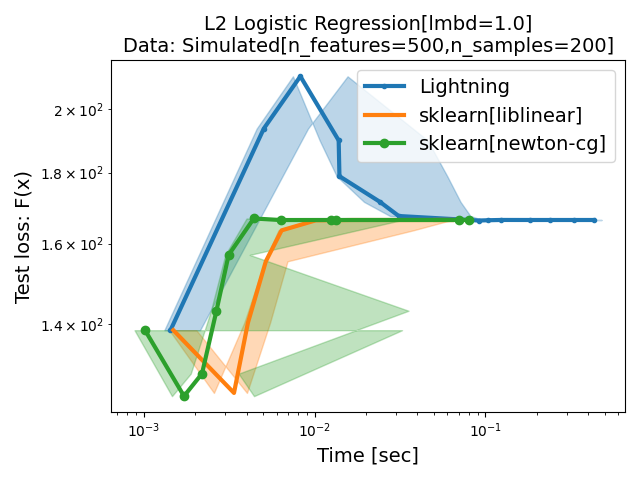 L2 Logistic Regression[lmbd=1.0]
Data: Simulated[n_features=500,n_samples=200]
Lightning
sklearn[liblinear]
sklearn[newton-cg]
Test loss: F(x)
2 × 10²
1.8 × 10²
1.6 × 10²
1.4 × 10²
10⁻³
10⁻²
10⁻¹
Time [sec]